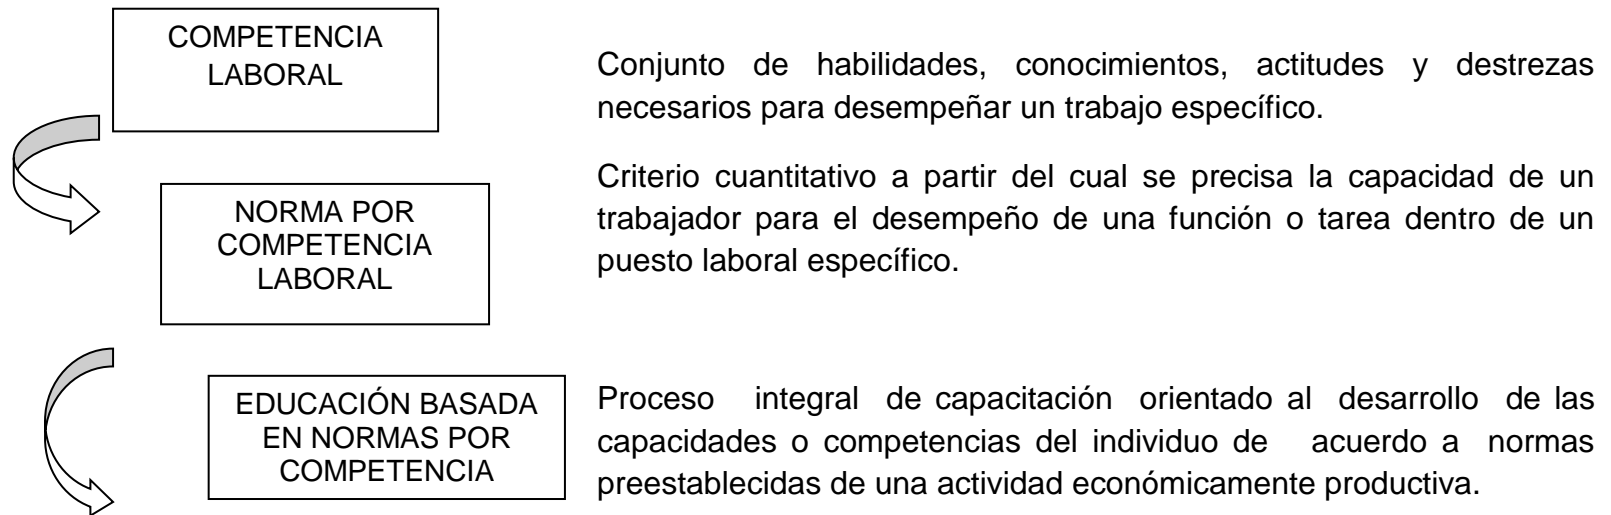 COMPETENCIA
LABORAL
Conjunto de habilidades, conocimientos, actitudes y destrezas
necesarios para desempeñar un trabajo específico.
NORMA POR
COMPETENCIA
LABORAL
Criterio cuantitativo a partir del cual se precisa la capacidad de un
trabajador para el desempeño de una función o tarea dentro de un
puesto laboral específico.
EDUCACIÓN BASADA
EN NORMAS POR
COMPETENCIA
Proceso integral de capacitación orientado al desarrollo de las
capacidades o competencias del individuo de acuerdo a normas
preestablecidas de una actividad económicamente productiva.